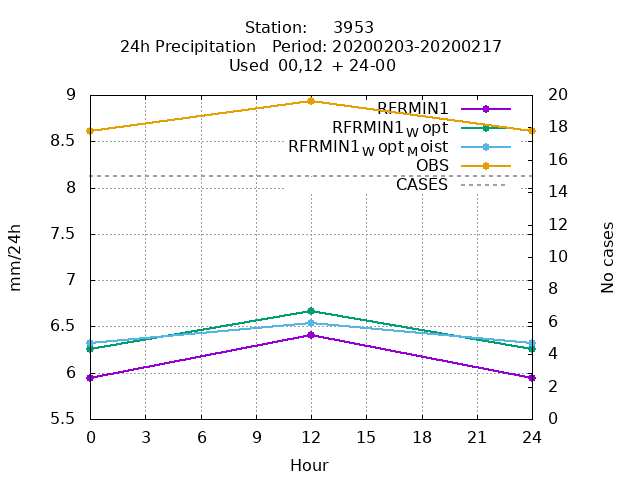 Station: 3953
24h Precipitation Period: 20200203-20200217
Used 00,12 + 24-00
RFRMIN1
RFRMIN1Wopt
RFRMIN1WoptMoist
OBS
CASES
mm/24h
9
8.5
8
7.5
7
6.5
6
5.5
20
18
16
14
12
10
8
6
4
2
0
No cases
0 3 6 9 12 15 18 21 24
Hour